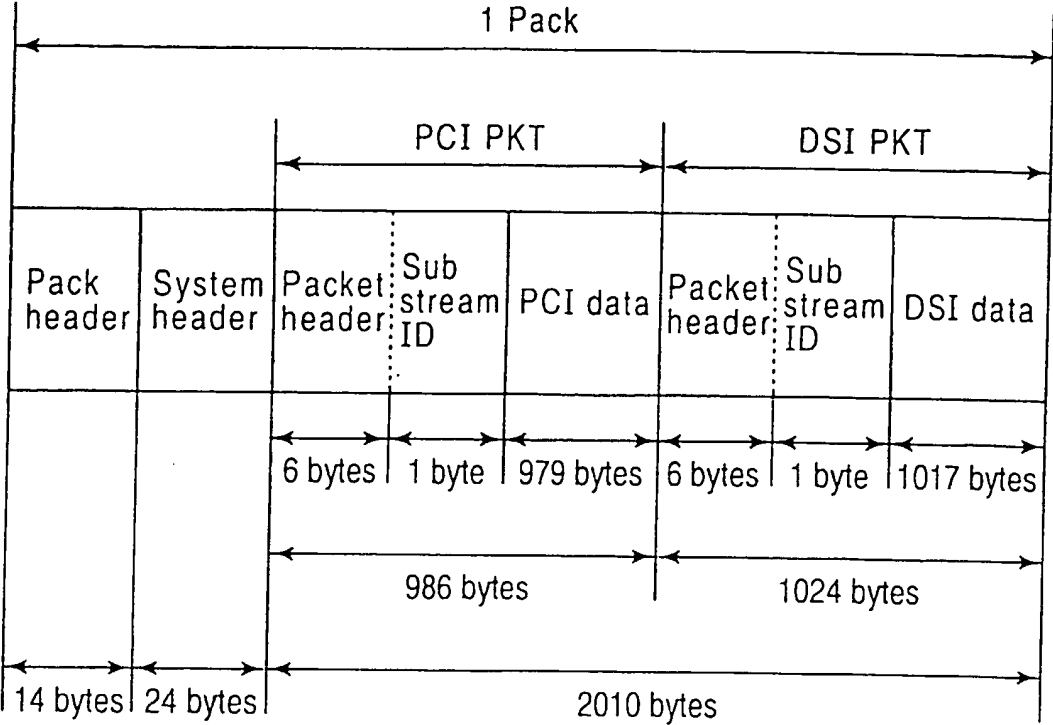 1 Pack
PCI PKT
DSI PKT
Pack
header
System
header
Packet
header
Sub
stream
ID
PCI data
Packet
header
Sub
stream
ID
DSI data
6 bytes
1 byte
979 bytes
6 bytes
1 byte
1017 bytes
986 bytes
1024 bytes
14 bytes
24 bytes
2010 bytes